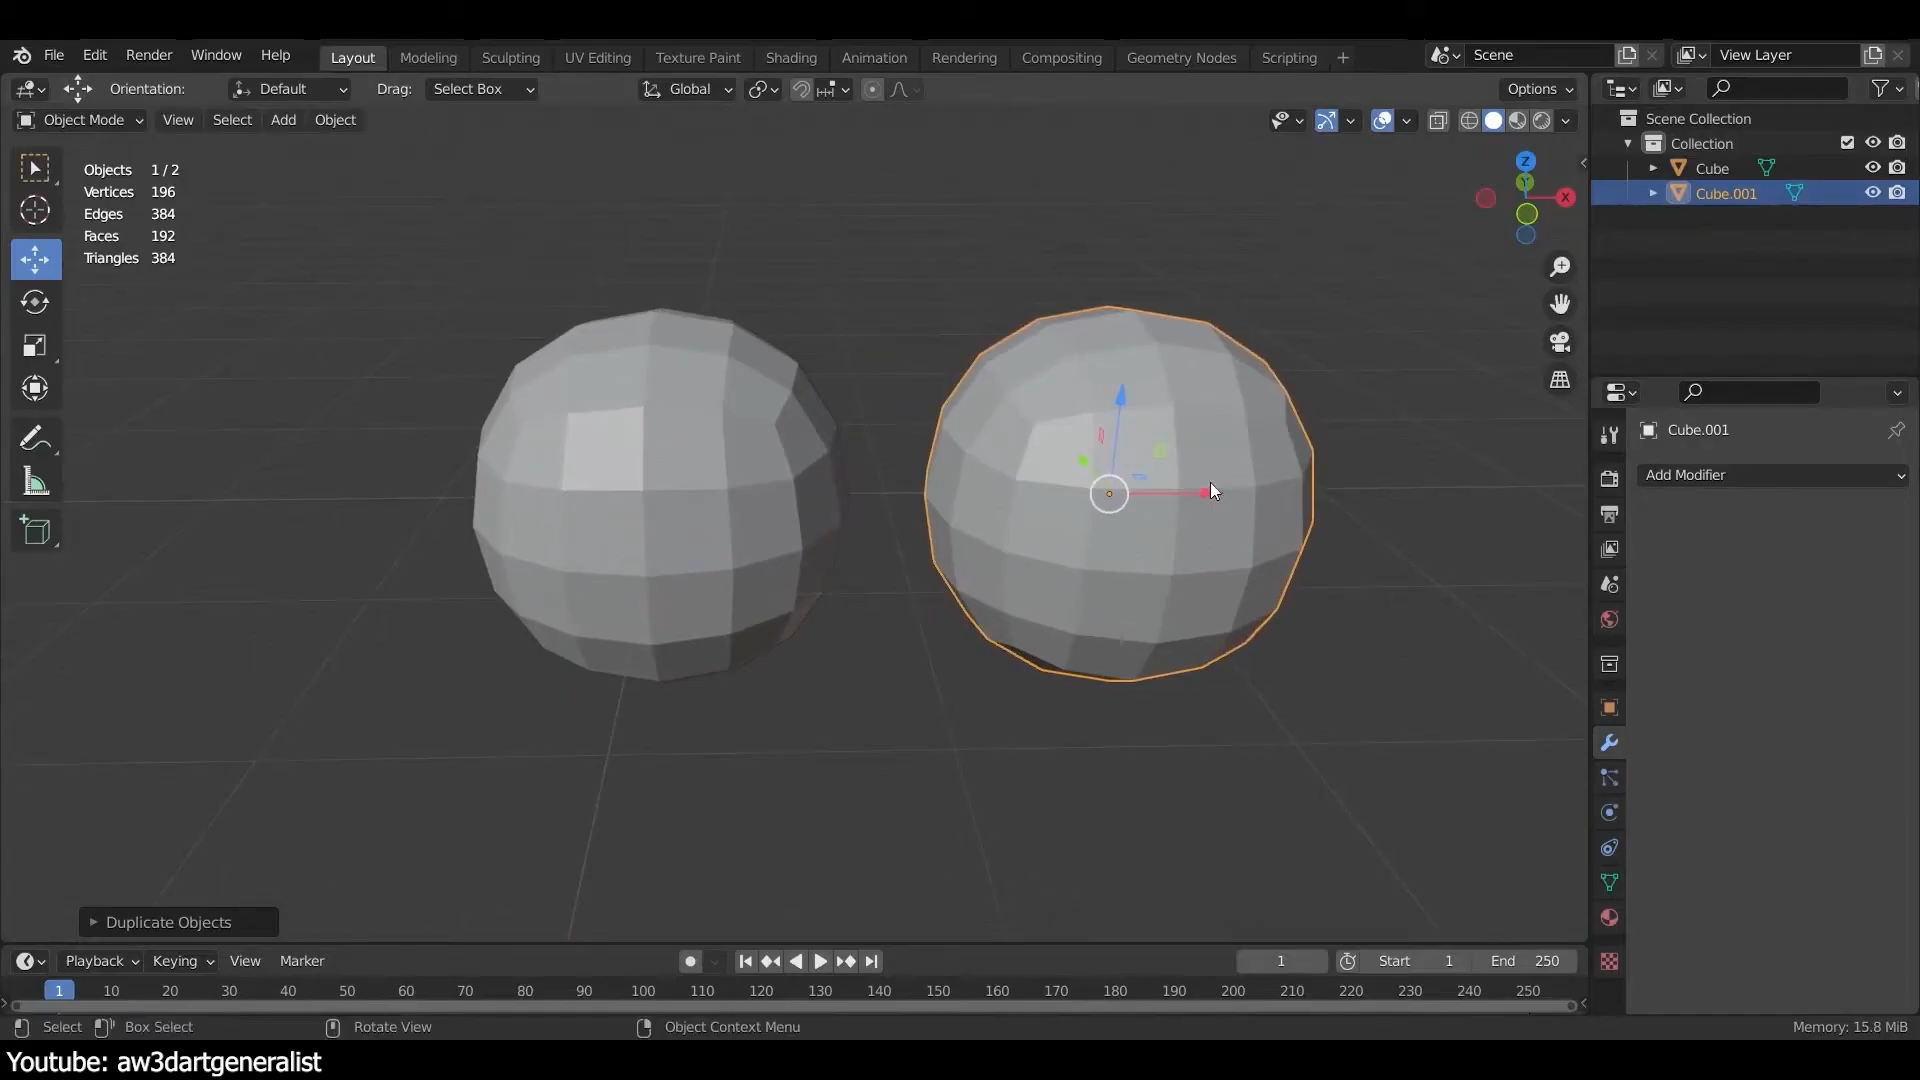 File Edit Render Window Help Layout Modeling Sculpting UV Editing Texture Paint Shading Animation Rendering Compositing Geometry Nodes Scripting + Scene View Layer
Orientation: Default Drag: Select Box Global Options
Object Mode View Select Add Object
Objects 1 / 2
Vertices 196
Edges 384
Faces 192
Triangles 384
Z
Y
X
Scene Collection
Collection
Cube
Cube.001
Cube.001
Add Modifier
Duplicate Objects
Playback Keying View Marker 1 Start 1 End 250
1 10 20 30 40 50 60 70 80 90 100 110 120 130 140 150 160 170 180 190 200 210 220 230 240 250
Select Box Select Rotate View Object Context Menu Memory: 15.8 MiB
Youtube: aw3dartgeneralist